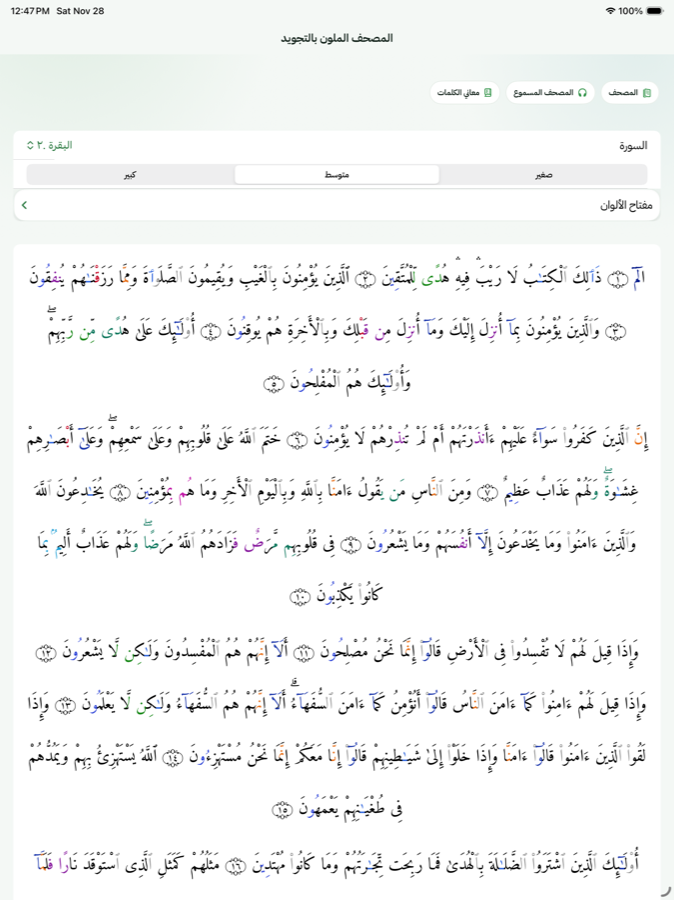 12:47 PM Sat Nov 28 100%
المصحف الملون بالتجويد
المصحف المصحف المسموع معاني الكلمات
السورة البقرة .٢
صغير متوسط كبير
مفتاح الألوان
الٓمٓ ١ ذَٰلِكَ ٱلْكِتَـٰبُ لَا رَيْبَ ۛ فِيهِ ۛ هُدًى لِّلْمُتَّقِينَ ٢ ٱلَّذِينَ يُؤْمِنُونَ بِٱلْغَيْبِ وَيُقِيمُونَ ٱلصَّلَوٰةَ وَمِمَّا رَزَقْنَـٰهُمْ يُنفِقُونَ
٣ وَٱلَّذِينَ يُؤْمِنُونَ بِمَآ أُنزِلَ إِلَيْكَ وَمَآ أُنزِلَ مِن قَبْلِكَ وَبِٱلْأَخِرَةِ هُمْ يُوقِنُونَ ٤ أُو۟لَـٰٓئِكَ عَلَىٰ هُدًى مِّن رَّبِّهِمْ ۖ
وَأُو۟لَـٰٓئِكَ هُمُ ٱلْمُفْلِحُونَ ٥
إِنَّ ٱلَّذِينَ كَفَرُوا۟ سَوَآءٌ عَلَيْهِمْ ءَأَنذَرْتَهُمْ أَمْ لَمْ تُنذِرْهُمْ لَا يُؤْمِنُونَ ٦ خَتَمَ ٱللَّهُ عَلَىٰ قُلُوبِهِمْ وَعَلَىٰ سَمْعِهِمْ ۖ وَعَلَىٰٓ أَبْصَـٰرِهِمْ
غِشَـٰوَةٌ ۖ وَلَهُمْ عَذَابٌ عَظِيمٌ ٧ وَمِنَ ٱلنَّاسِ مَن يَقُولُ ءَامَنَّا بِٱللَّهِ وَبِٱلْيَوْمِ ٱلْأَخِرِ وَمَا هُم بِمُؤْمِنِينَ ٨ يُخَـٰدِعُونَ ٱللَّهَ
وَٱلَّذِينَ ءَامَنُوا۟ وَمَا يَخْدَعُونَ إِلَّآ أَنفُسَهُمْ وَمَا يَشْعُرُونَ ٩ فِى قُلُوبِهِم مَّرَضٌ فَزَادَهُمُ ٱللَّهُ مَرَضًا ۖ وَلَهُمْ عَذَابٌ أَلِيمٌۢ بِمَا
كَانُوا۟ يَكْذِبُونَ ١٠
وَإِذَا قِيلَ لَهُمْ لَا تُفْسِدُوا۟ فِى ٱلْأَرْضِ قَالُوٓا۟ إِنَّمَا نَحْنُ مُصْلِحُونَ ١١ أَلَآ إِنَّهُمْ هُمُ ٱلْمُفْسِدُونَ وَلَـٰكِن لَّا يَشْعُرُونَ ١٢
وَإِذَا قِيلَ لَهُمْ ءَامِنُوا۟ كَمَآ ءَامَنَ ٱلنَّاسُ قَالُوٓا۟ أَنُؤْمِنُ كَمَآ ءَامَنَ ٱلسُّفَهَآءُ ۗ أَلَآ إِنَّهُمْ هُمُ ٱلسُّفَهَآءُ وَلَـٰكِن لَّا يَعْلَمُونَ ١٣ وَإِذَا
لَقُوا۟ ٱلَّذِينَ ءَامَنُوا۟ قَالُوٓا۟ ءَامَنَّا وَإِذَا خَلَوْا۟ إِلَىٰ شَيَـٰطِينِهِمْ قَالُوٓا۟ إِنَّا مَعَكُمْ إِنَّمَا نَحْنُ مُسْتَهْزِءُونَ ١٤ ٱللَّهُ يَسْتَهْزِئُ بِهِمْ وَيَمُدُّهُمْ
فِى طُغْيَـٰنِهِمْ يَعْمَهُونَ ١٥
أُو۟لَـٰٓئِكَ ٱلَّذِينَ ٱشْتَرَوُا۟ ٱلضَّلَـٰلَةَ بِٱلْهُدَىٰ فَمَا رَبِحَت تِّجَـٰرَتُهُمْ وَمَا كَانُوا۟ مُهْتَدِينَ ١٦ مَثَلُهُمْ كَمَثَلِ ٱلَّذِى ٱسْتَوْقَدَ نَارًا فَلَمَّآ